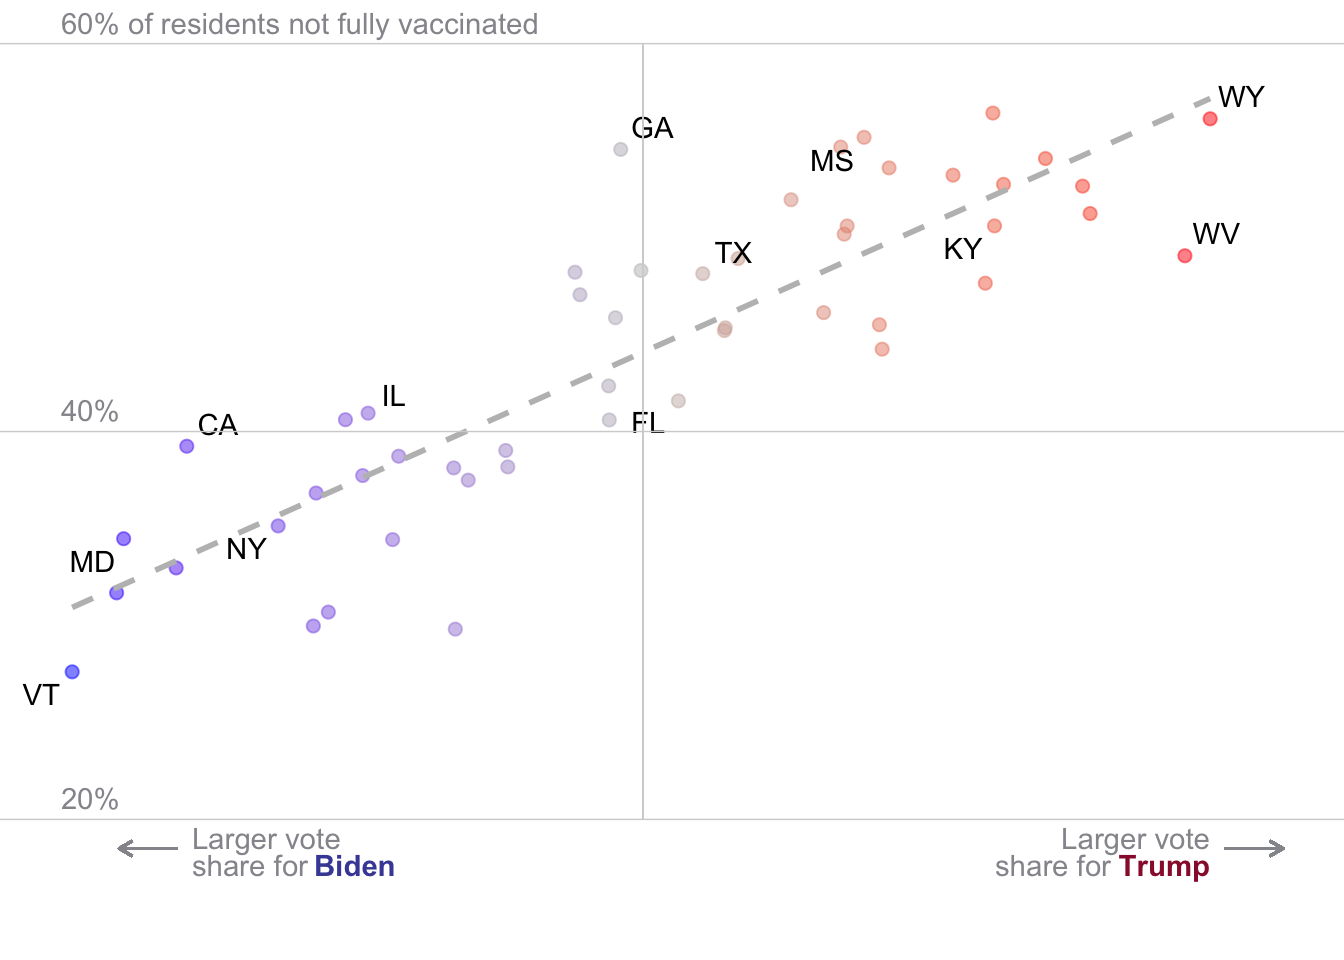 60% of residents not fully vaccinated
WY
GA
MS
WV
TX
KY
IL
40%
CA
FL
NY
MD
VT
20%
Larger vote
share for Biden
Larger vote
share for Trump